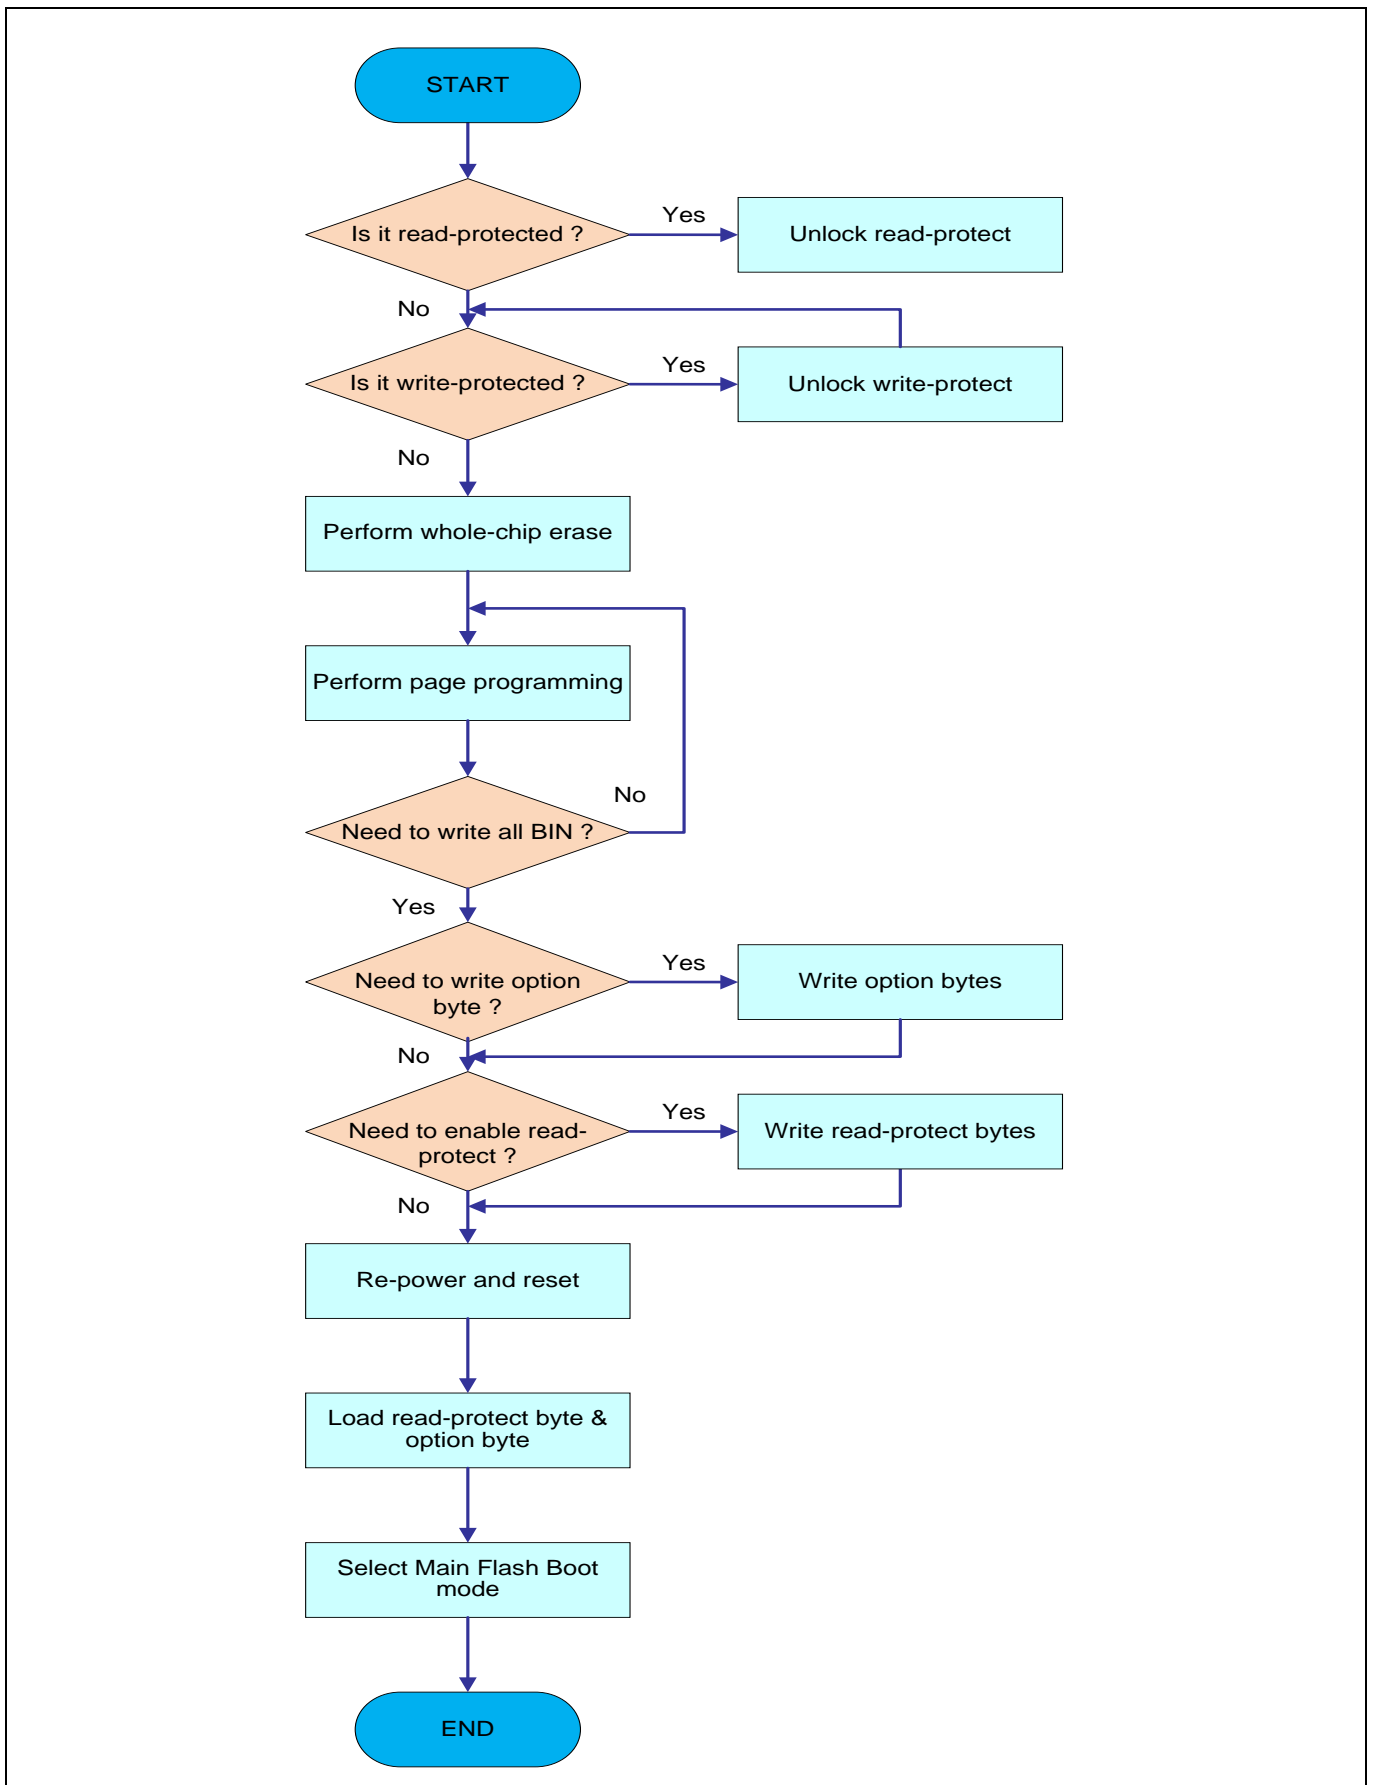 START
Is it read-protected ?
Yes
Unlock read-protect
No
Is it write-protected ?
Yes
Unlock write-protect
No
Perform whole-chip erase
Perform page programming
No
Need to write all BIN ?
Yes
Need to write option
byte ?
Yes
Write option bytes
No
Need to enable read-
protect ?
Yes
Write read-protect bytes
No
Re-power and reset
Load read-protect byte &
option byte
Select Main Flash Boot
mode
END